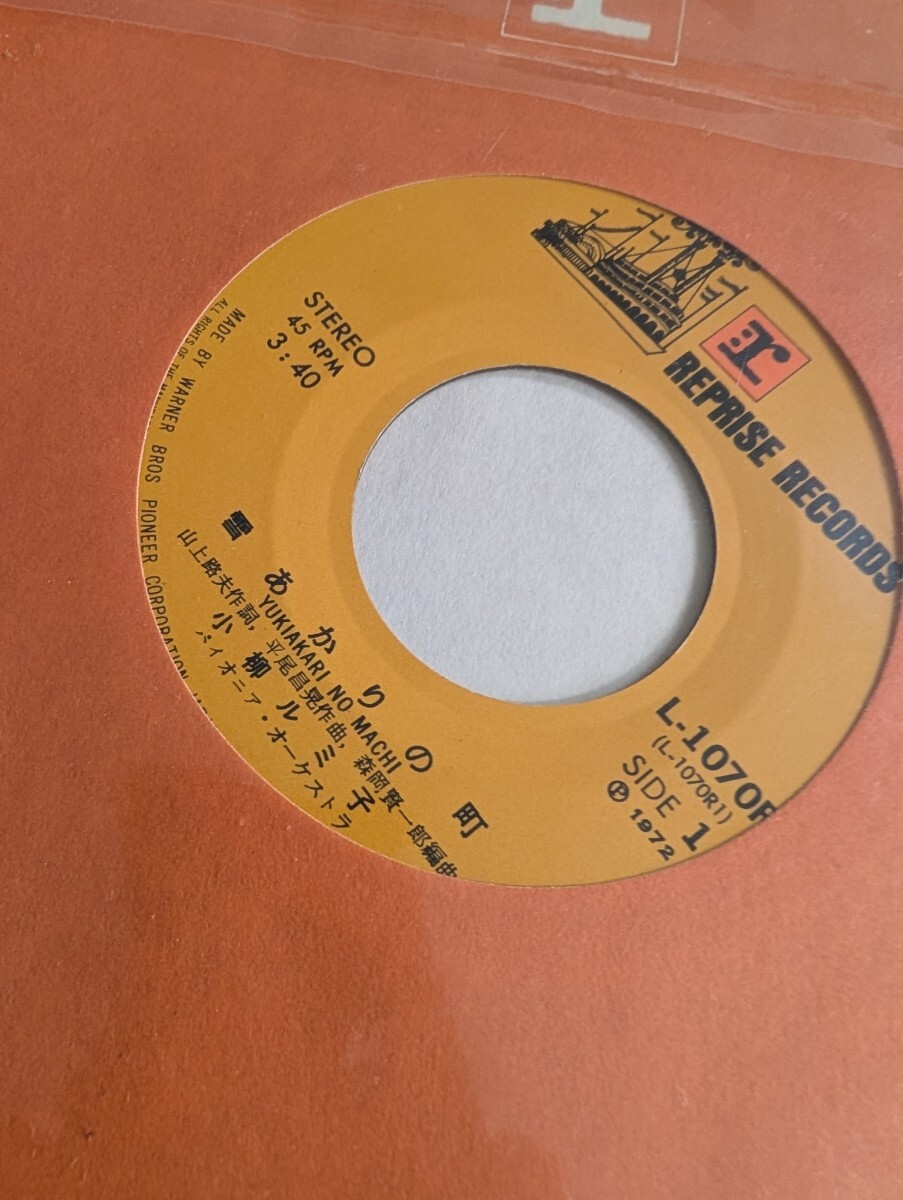 REPRISE RECORDS
STEREO
45 RPM
3:40
L-1070R
(L-1070R1)
SIDE 1
Ⓟ 1972
雪あかりの町
YUKIAKARI NO MACHI
山上路夫作詞, 平尾昌晃作曲, 森岡賢一郎編曲
小柳ルミ子
パイオニア・オーケストラ
MADE BY WARNER BROS PIONEER CORPORATION
ALL RIGHTS OF THE